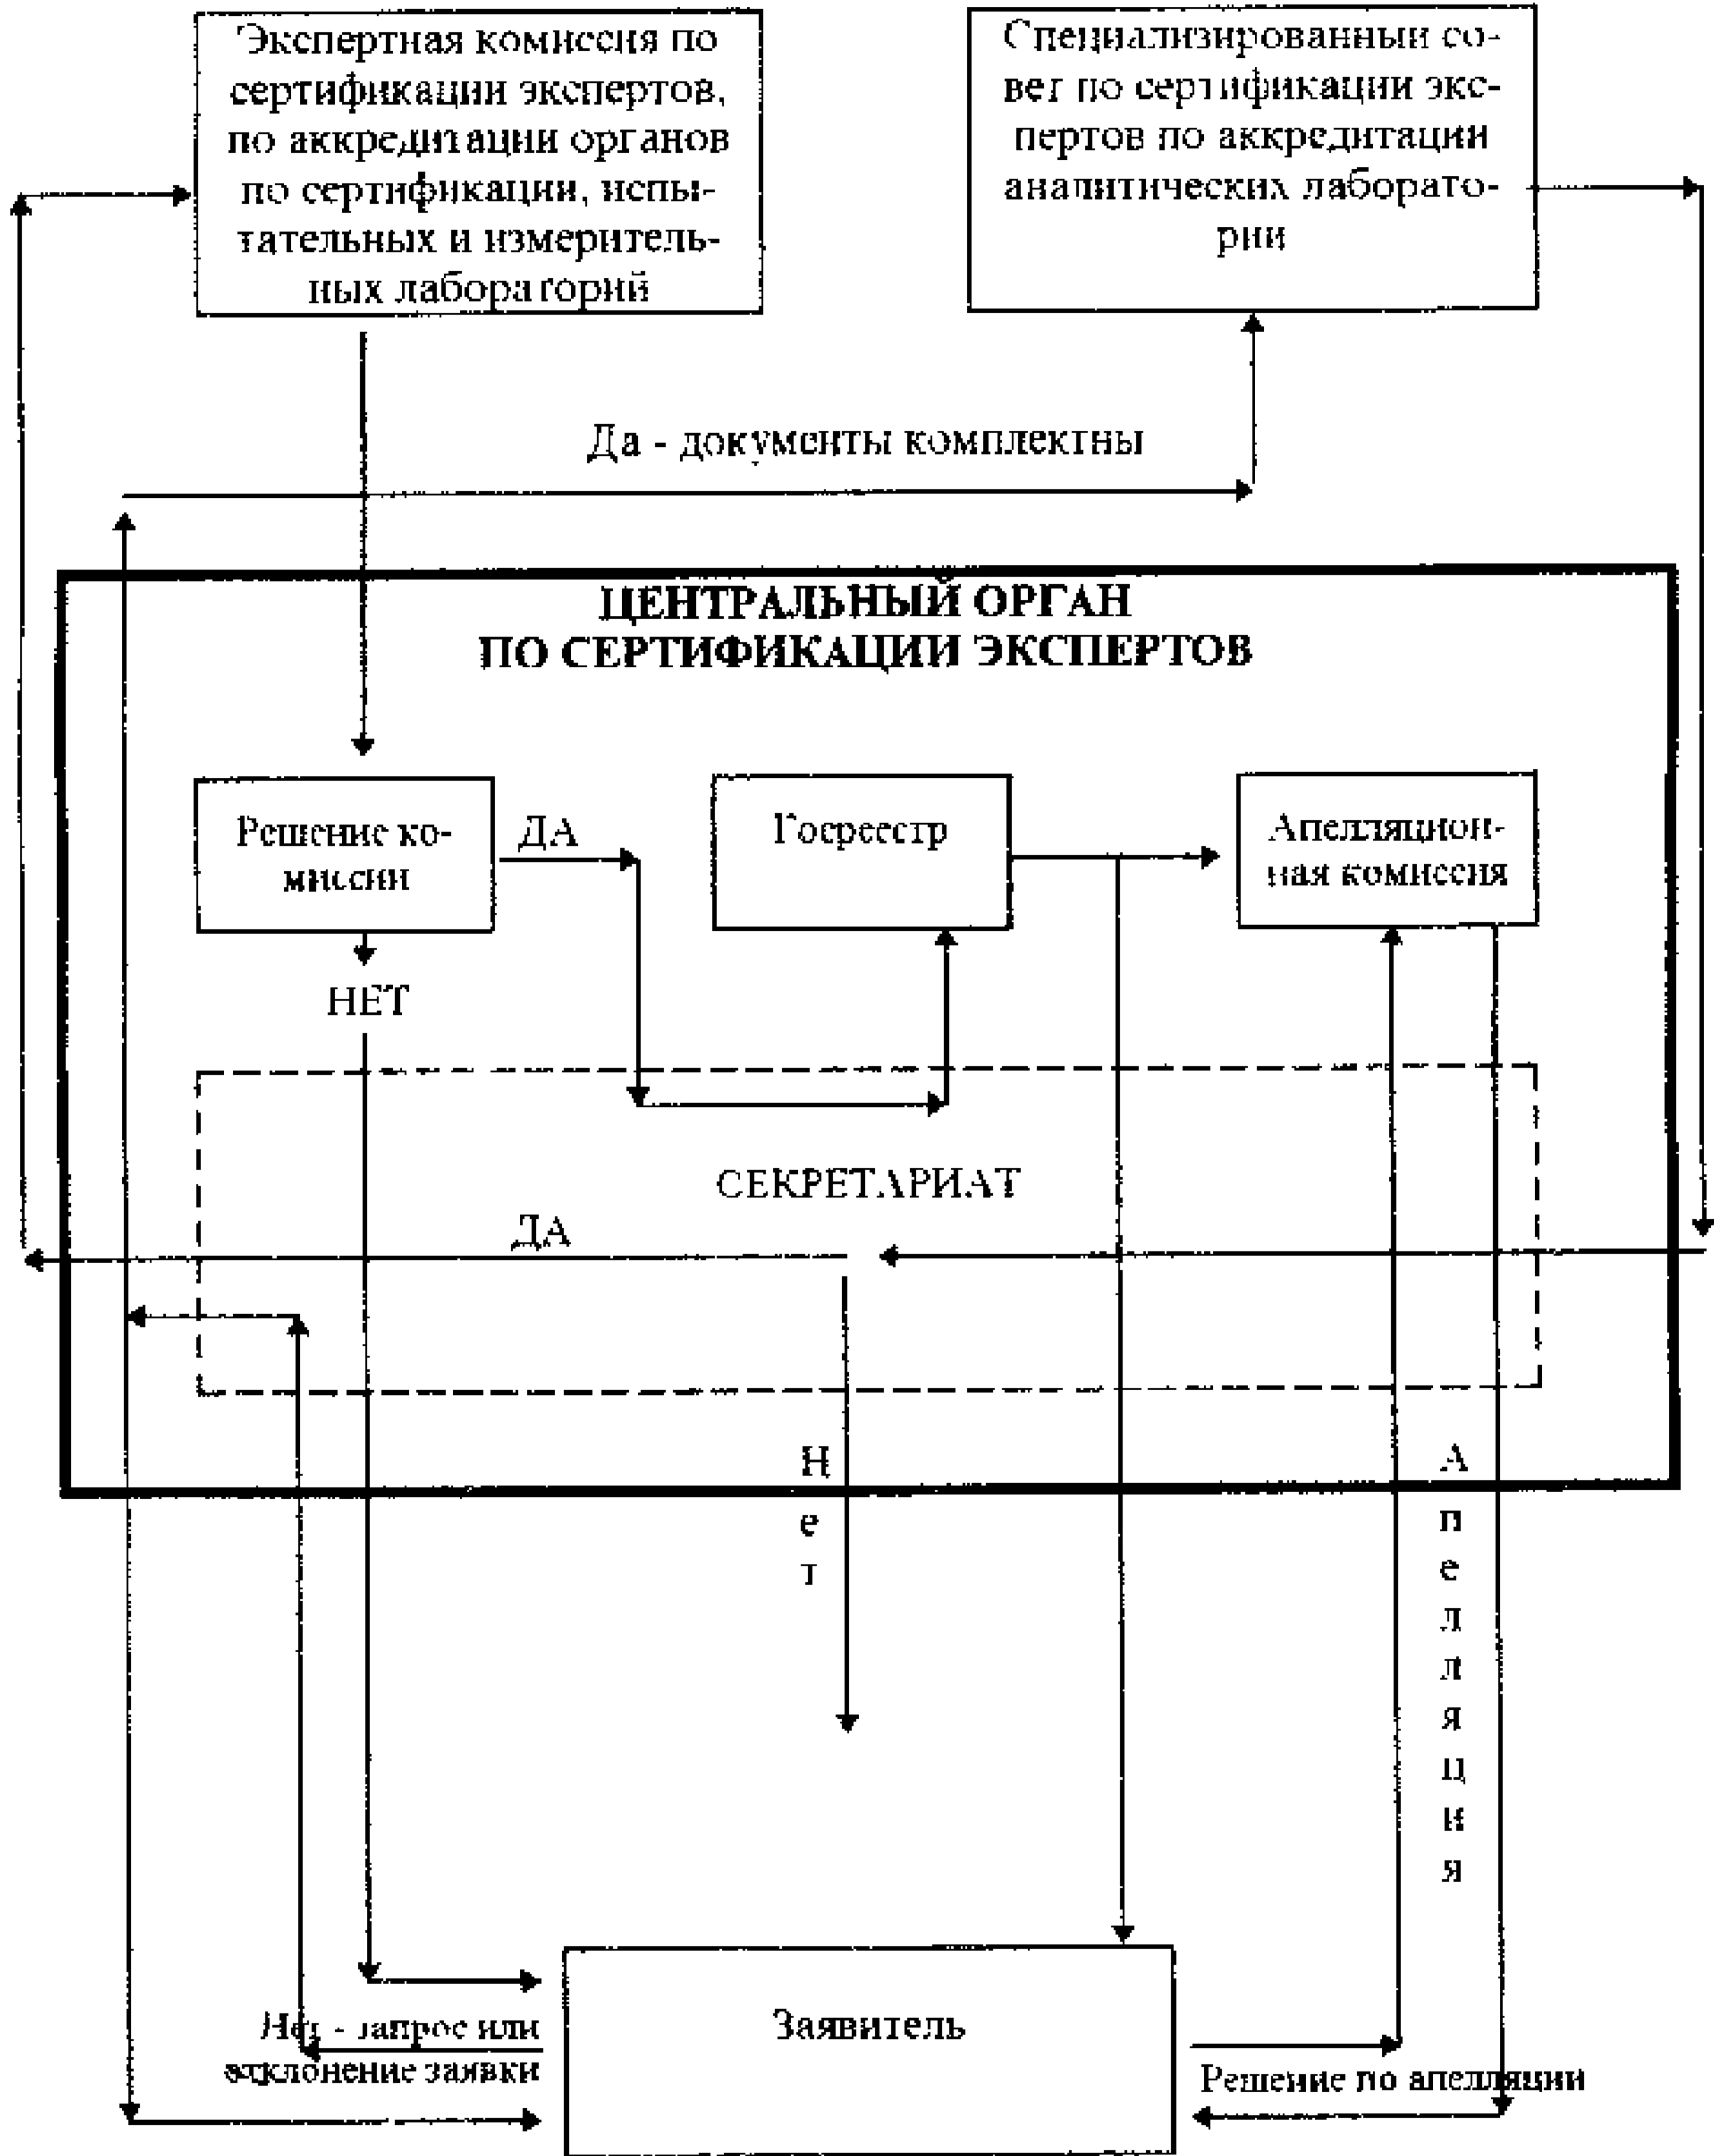 Экспертная комиссия по
сертификации экспертов,
по аккредитации органов
по сертификации, испы-
тательных и измеритель-
ных лабораторий
Специализированный со-
вет по сертификации экс-
пертов по аккредитации
аналитических лаборато-
рии
Да - документы комплектны
ЦЕНТРАЛЬНЫЙ ОРГАН
ПО СЕРТИФИКАЦИИ ЭКСПЕРТОВ
Решение ко-
миссии
ДА
Госреестр
Апелляцион-
ная комиссия
НЕТ
СЕКРЕТАРИАТ
ДА
Нет
Апелляция
Нет - запрос или
отклонение заявки
Заявитель
Решение по апелляции